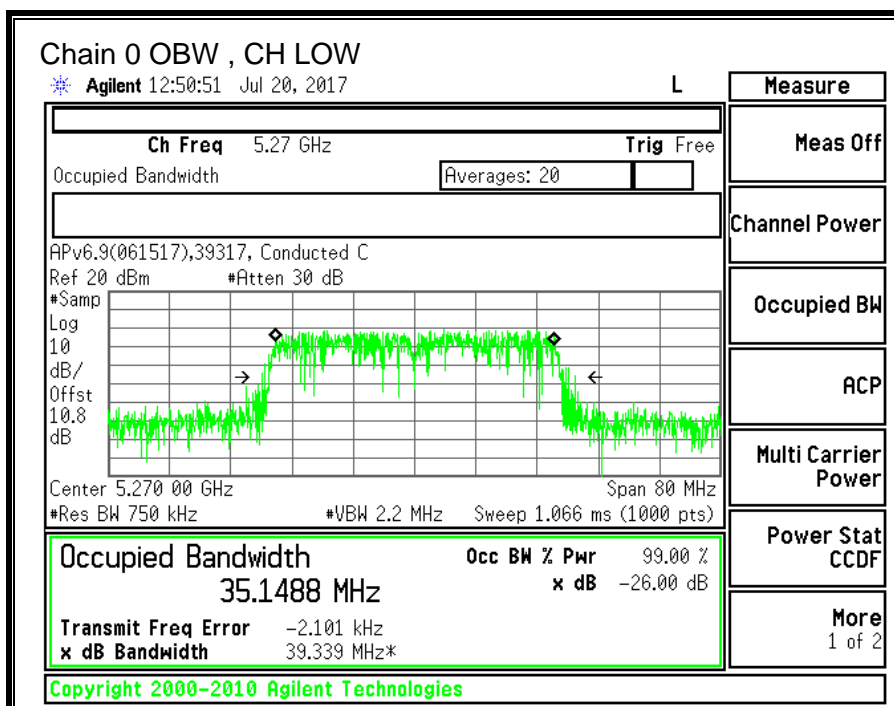 Chain 0 OBW , CH LOW
Agilent 12:50:51 Jul 20, 2017 L
Measure
Ch Freq 5.27 GHz Trig Free
Occupied Bandwidth Averages: 20
APv6.9(061517),39317, Conducted C
Ref 20 dBm #Atten 30 dB
#Samp
Log
10
dB/
Offst
10.8
dB
Center 5.270 00 GHz Span 80 MHz
#Res BW 750 kHz #VBW 2.2 MHz Sweep 1.066 ms (1000 pts)
Occupied Bandwidth Occ BW % Pwr 99.00 %
35.1488 MHz x dB -26.00 dB
Transmit Freq Error -2.101 kHz
x dB Bandwidth 39.339 MHz*
Meas Off
Channel Power
Occupied BW
ACP
Multi Carrier
Power
Power Stat
CCDF
More
1 of 2
Copyright 2000-2010 Agilent Technologies